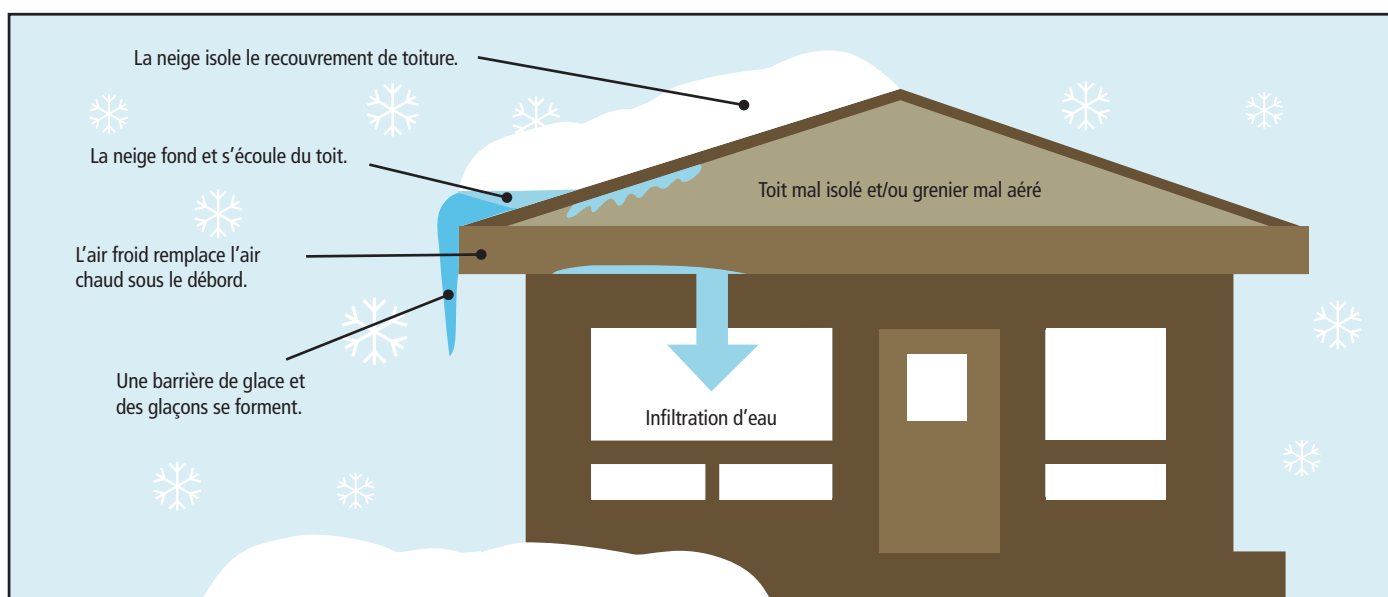 La neige isole le recouvrement de toiture.
La neige fond et s’écoule du toit.
Toit mal isolé et/ou grenier mal aéré
L’air froid remplace l’air
chaud sous le débord.
Une barrière de glace et
des glaçons se forment.
Infiltration d’eau